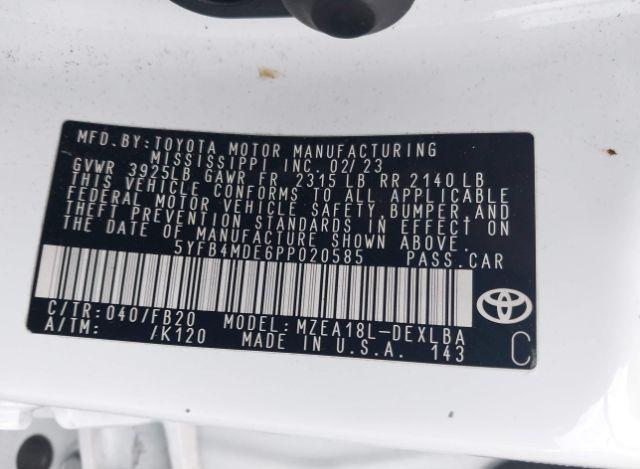 MFD. BY: TOYOTA MOTOR MANUFACTURING
MISSISSIPPI INC. 02/23
GVWR 3925LB GAWR FR 2315 LB RR 2140 LB
THIS VEHICLE CONFORMS TO ALL APPLICABLE
FEDERAL MOTOR VEHICLE SAFETY, BUMPER, AND
THEFT PREVENTION STANDARDS IN EFFECT ON
THE DATE OF MANUFACTURE SHOWN ABOVE.
5YFB4MDE6PP020585 PASS. CAR
C/TR: 040/FB20 MODEL: MZEA18L-DEXLBA
A/TM: /K120 MADE IN U.S.A. 143
C